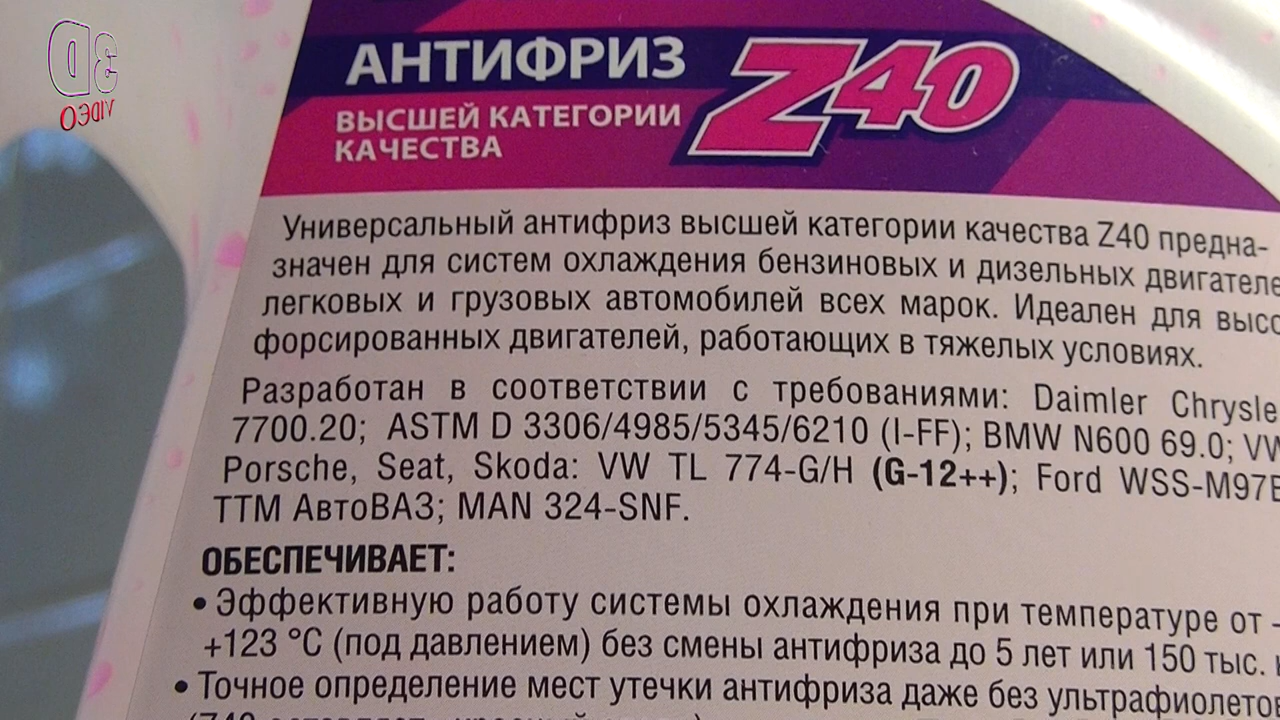 3D
VIDEO
АНТИФРИЗ Z40
ВЫСШЕЙ КАТЕГОРИИ
КАЧЕСТВА
Универсальный антифриз высшей категории качества Z40 предна-
значен для систем охлаждения бензиновых и дизельных двигателе
легковых и грузовых автомобилей всех марок. Идеален для высо
форсированных двигателей, работающих в тяжелых условиях.
Разработан в соответствии с требованиями: Daimler Chrysle
7700.20; ASTM D 3306/4985/5345/6210 (I-FF); BMW N600 69.0; VW
Porsche, Seat, Skoda: VW TL 774-G/H (G-12++); Ford WSS-M97B
ТТМ АвтоВАЗ; MAN 324-SNF.
ОБЕСПЕЧИВАЕТ:
• Эффективную работу системы охлаждения при температуре от -
+123 °C (под давлением) без смены антифриза до 5 лет или 150 тыс.
• Точное определение мест утечки антифриза даже без ультрафиолетов